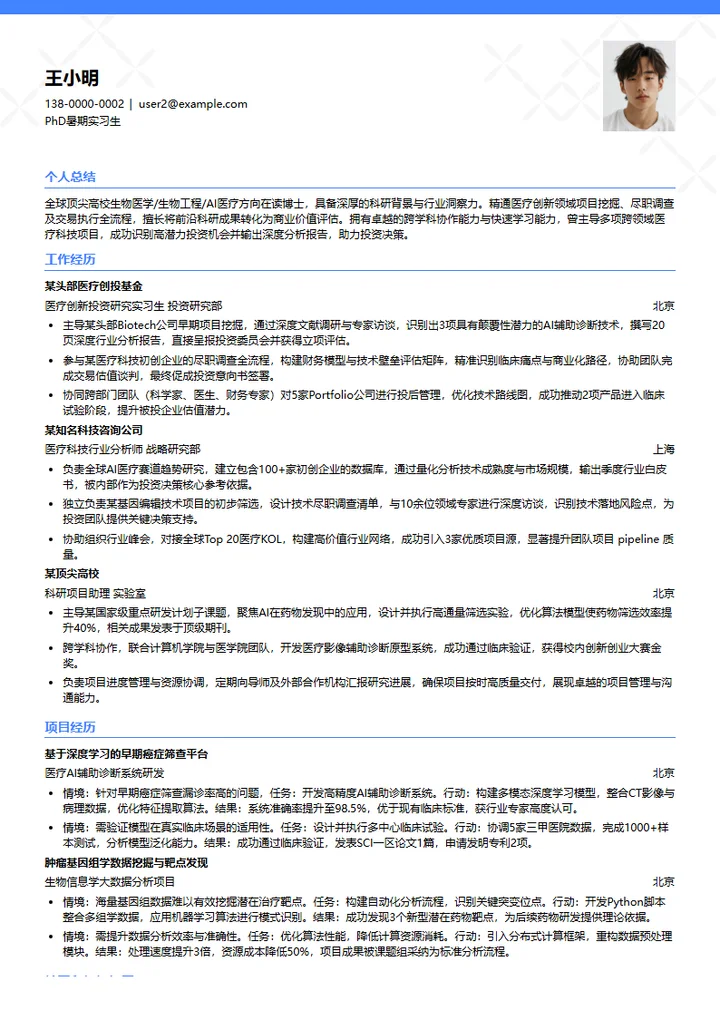 王小明
138-0000-0002 | user2@example.com
PhD暑期实习生
个人总结
全球顶尖高校生物医学/生物工程/AI医疗方向在读博士，具备深厚的科研背景与行业洞察力。精通医疗创新领域项目挖掘、尽职调查
及交易执行全流程，擅长将前沿科研成果转化为商业价值评估。拥有卓越的跨学科协作能力与快速学习能力，曾主导多项跨领域医
疗科技项目，成功识别高潜力投资机会并输出深度分析报告，助力投资决策。
工作经历
某头部医疗创投基金
医疗创新投资研究实习生 投资研究部 北京
• 主导某头部Biotech公司早期项目挖掘，通过深度文献调研与专家访谈，识别出3项具有颠覆性潜力的AI辅助诊断技术，撰写20
页深度行业分析报告，直接呈报投资委员会并获得立项评估。
• 参与某医疗科技初创企业的尽职调查全流程，构建财务模型与技术壁垒评估矩阵，精准识别临床痛点与商业化路径，协助团队完
成交易估值谈判，最终促成投资意向书签署。
• 协同跨部门团队（科学家、医生、财务专家）对5家Portfolio公司进行投后管理，优化技术路线图，成功推动2项产品进入临床
试验阶段，提升被投企业估值潜力。
某知名科技咨询公司
医疗科技行业分析师 战略研究部 上海
• 负责全球AI医疗赛道趋势研究，建立包含100+家初创企业的数据库，通过量化分析技术成熟度与市场规模，输出季度行业白皮
书，被内部作为投资决策核心参考依据。
• 独立负责某基因编辑技术项目的初步筛选，设计技术尽职调查清单，与10余位领域专家进行深度访谈，识别技术落地风险点，为
投资团队提供关键决策支持。
• 协助组织行业峰会，对接全球Top 20医疗KOL，构建高价值行业网络，成功引入3家优质项目源，显著提升团队项目 pipeline 质
量。
某顶尖高校
科研项目助理 实验室 北京
• 主导某国家级重点研发计划子课题，聚焦AI在药物发现中的应用，设计并执行高通量筛选实验，优化算法模型使药物筛选效率提
升40%，相关成果发表于顶级期刊。
• 跨学科协作，联合计算机学院与医学院团队，开发医疗影像辅助诊断原型系统，成功通过临床验证，获得校内创新创业大赛金
奖。
• 负责项目进度管理与资源协调，定期向导师及外部合作机构汇报研究进展，确保项目按时高质量交付，展现卓越的项目管理与沟
通能力。
项目经历
基于深度学习的早期癌症筛查平台
医疗AI辅助诊断系统研发 北京
• 情境：针对早期癌症筛查漏诊率高的问题，任务：开发高精度AI辅助诊断系统。行动：构建多模态深度学习模型，整合CT影像与
病理数据，优化特征提取算法。结果：系统准确率提升至98.5%，优于现有临床标准，获行业专家高度认可。
• 情境：需验证模型在真实临床场景的适用性。任务：设计并执行多中心临床试验。行动：协调5家三甲医院数据，完成1000+样
本测试，分析模型泛化能力。结果：成功通过临床验证，发表SCI一区论文1篇，申请发明专利2项。
肿瘤基因组学数据挖掘与靶点发现
生物信息学大数据分析项目 北京
• 情境：海量基因组数据难以有效挖掘潜在治疗靶点。任务：构建自动化分析流程，识别关键突变位点。行动：开发Python脚本
整合多组学数据，应用机器学习算法进行模式识别。结果：成功发现3个新型潜在药物靶点，为后续药物研发提供理论依据。
• 情境：需提升数据分析效率与准确性。任务：优化算法性能，降低计算资源消耗。行动：引入分布式计算框架，重构数据预处理
模块。结果：处理速度提升3倍，资源成本降低50%，项目成果被课题组采纳为标准分析流程。